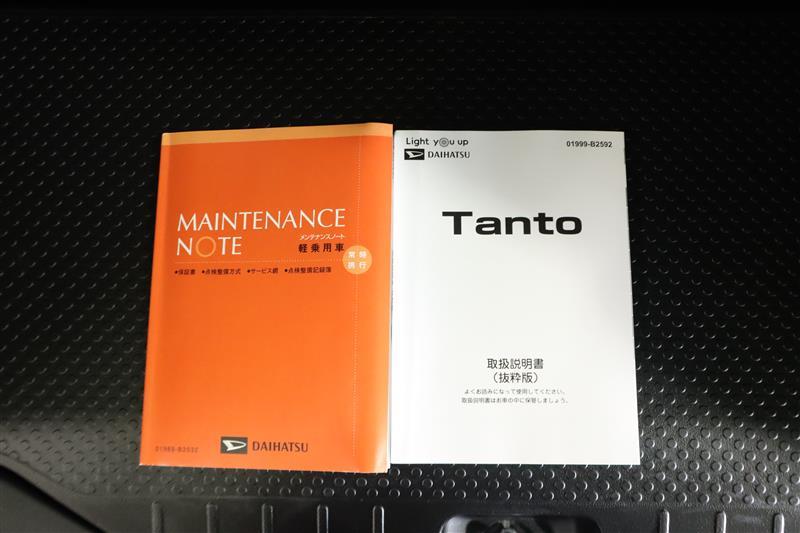 MAINTENANCE
NOTE
メンテナンスノート
軽乗用車
常時
携行
●保証書 ●点検整備方式 ●サービス網 ●点検整備記録簿
01999-B2592
DAIHATSU
Light you up
DAIHATSU
01999-B2592
Tanto
取扱説明書
（抜粋版）
よくお読みになって使用してください。
取扱説明書はお車の中に保管しましょう。